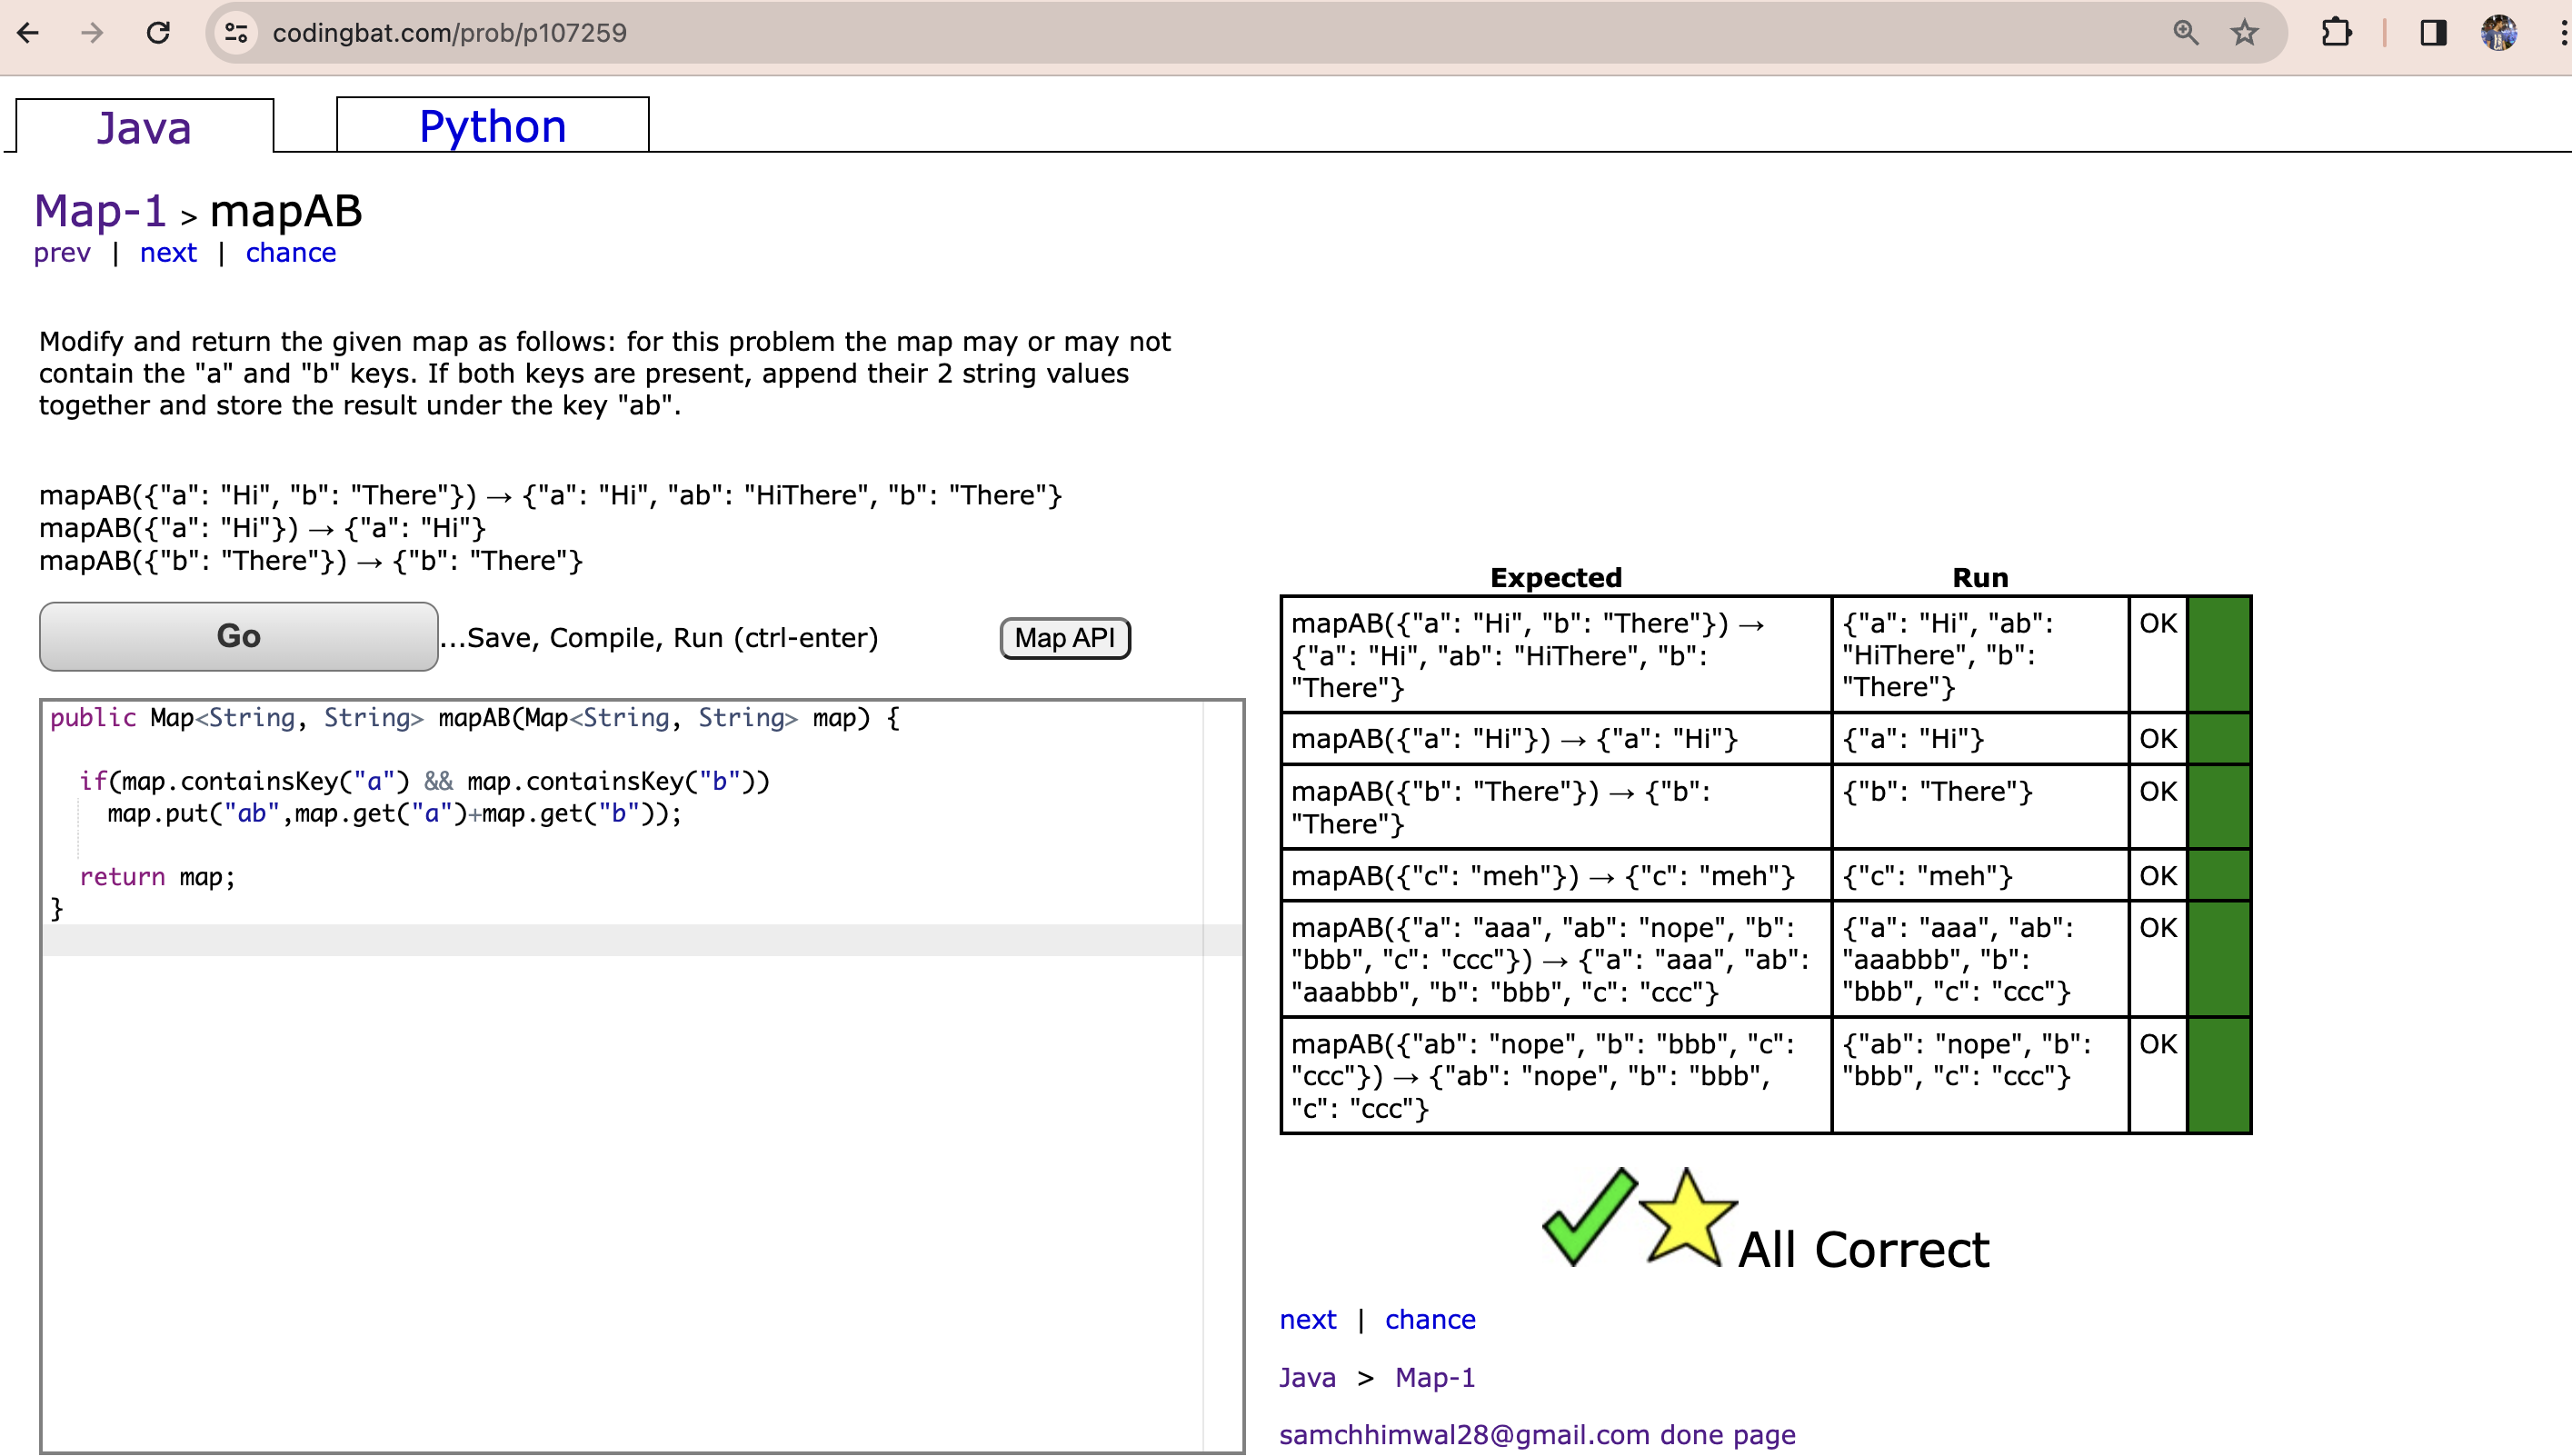 codingbat.com/prob/p107259
Java
Python
Map-1 > mapAB
prev | next | chance
Modify and return the given map as follows: for this problem the map may or may not
contain the "a" and "b" keys. If both keys are present, append their 2 string values
together and store the result under the key "ab".
mapAB({"a": "Hi", "b": "There"}) → {"a": "Hi", "ab": "HiThere", "b": "There"}
mapAB({"a": "Hi"}) → {"a": "Hi"}
mapAB({"b": "There"}) → {"b": "There"}
Go
...Save, Compile, Run (ctrl-enter)
Map API
public Map<String, String> mapAB(Map<String, String> map) {
if(map.containsKey("a") && map.containsKey("b"))
map.put("ab",map.get("a")+map.get("b"));
return map;
}
Expected
Run
mapAB({"a": "Hi", "b": "There"}) →
{"a": "Hi", "ab": "HiThere", "b":
"There"}
{"a": "Hi", "ab":
"HiThere", "b":
"There"}
OK
mapAB({"a": "Hi"}) → {"a": "Hi"}
{"a": "Hi"}
OK
mapAB({"b": "There"}) → {"b":
"There"}
{"b": "There"}
OK
mapAB({"c": "meh"}) → {"c": "meh"}
{"c": "meh"}
OK
mapAB({"a": "aaa", "ab": "nope", "b":
"bbb", "c": "ccc"}) → {"a": "aaa", "ab":
"aaabbb", "b": "bbb", "c": "ccc"}
{"a": "aaa", "ab":
"aaabbb", "b":
"bbb", "c": "ccc"}
OK
mapAB({"ab": "nope", "b": "bbb", "c":
"ccc"}) → {"ab": "nope", "b": "bbb",
"c": "ccc"}
{"ab": "nope", "b":
"bbb", "c": "ccc"}
OK
All Correct
next | chance
Java > Map-1
samchhimwal28@gmail.com done page